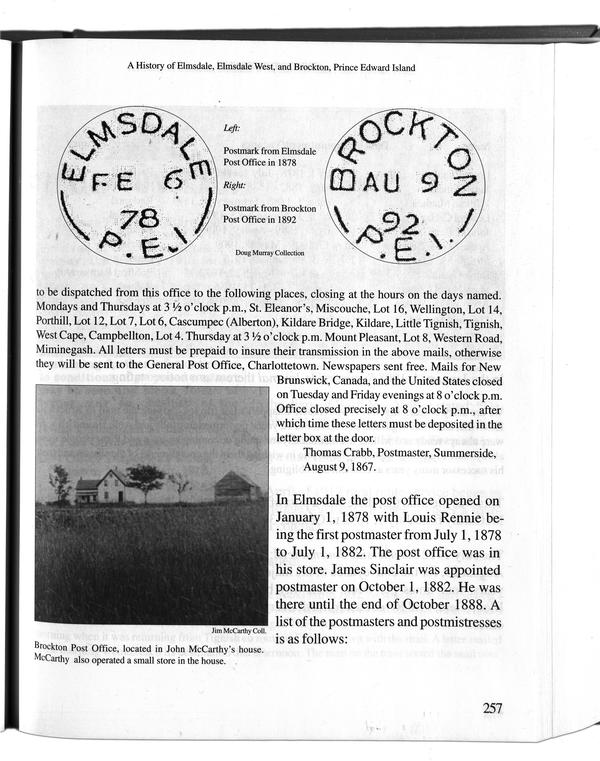 A History of Elmsdale, Elmsdale West, and Brockton, Prince Edward Island
ELMSDALE
FE 6
78
P.E.I
Left:
Postmark from Elmsdale
Post Office in 1878
Right:
Postmark from Brockton
Post Office in 1892
Doug Murray Collection
BROCKTON
AU 9
92
P.E.I.
to be dispatched from this office to the following places, closing at the hours on the days named.
Mondays and Thursdays at 3 ½ o'clock p.m., St. Eleanor's, Miscouche, Lot 16, Wellington, Lot 14,
Porthill, Lot 12, Lot 7, Lot 6, Cascumpec (Alberton), Kildare Bridge, Kildare, Little Tignish, Tignish,
West Cape, Campbellton, Lot 4. Thursday at 3 ½ o'clock p.m. Mount Pleasant, Lot 8, Western Road,
Miminegash. All letters must be prepaid to insure their transmission in the above mails, otherwise
they will be sent to the General Post Office, Charlottetown. Newspapers sent free. Mails for New
Brunswick, Canada, and the United States closed
on Tuesday and Friday evenings at 8 o'clock p.m.
Office closed precisely at 8 o'clock p.m., after
which time these letters must be deposited in the
letter box at the door.
Thomas Crabb, Postmaster, Summerside,
August 9, 1867.
In Elmsdale the post office opened on
January 1, 1878 with Louis Rennie be-
ing the first postmaster from July 1, 1878
to July 1, 1882. The post office was in
his store. James Sinclair was appointed
postmaster on October 1, 1882. He was
there until the end of October 1888. A
list of the postmasters and postmistresses
is as follows:
Jim McCarthy Coll.
Brockton Post Office, located in John McCarthy's house.
McCarthy also operated a small store in the house.
257